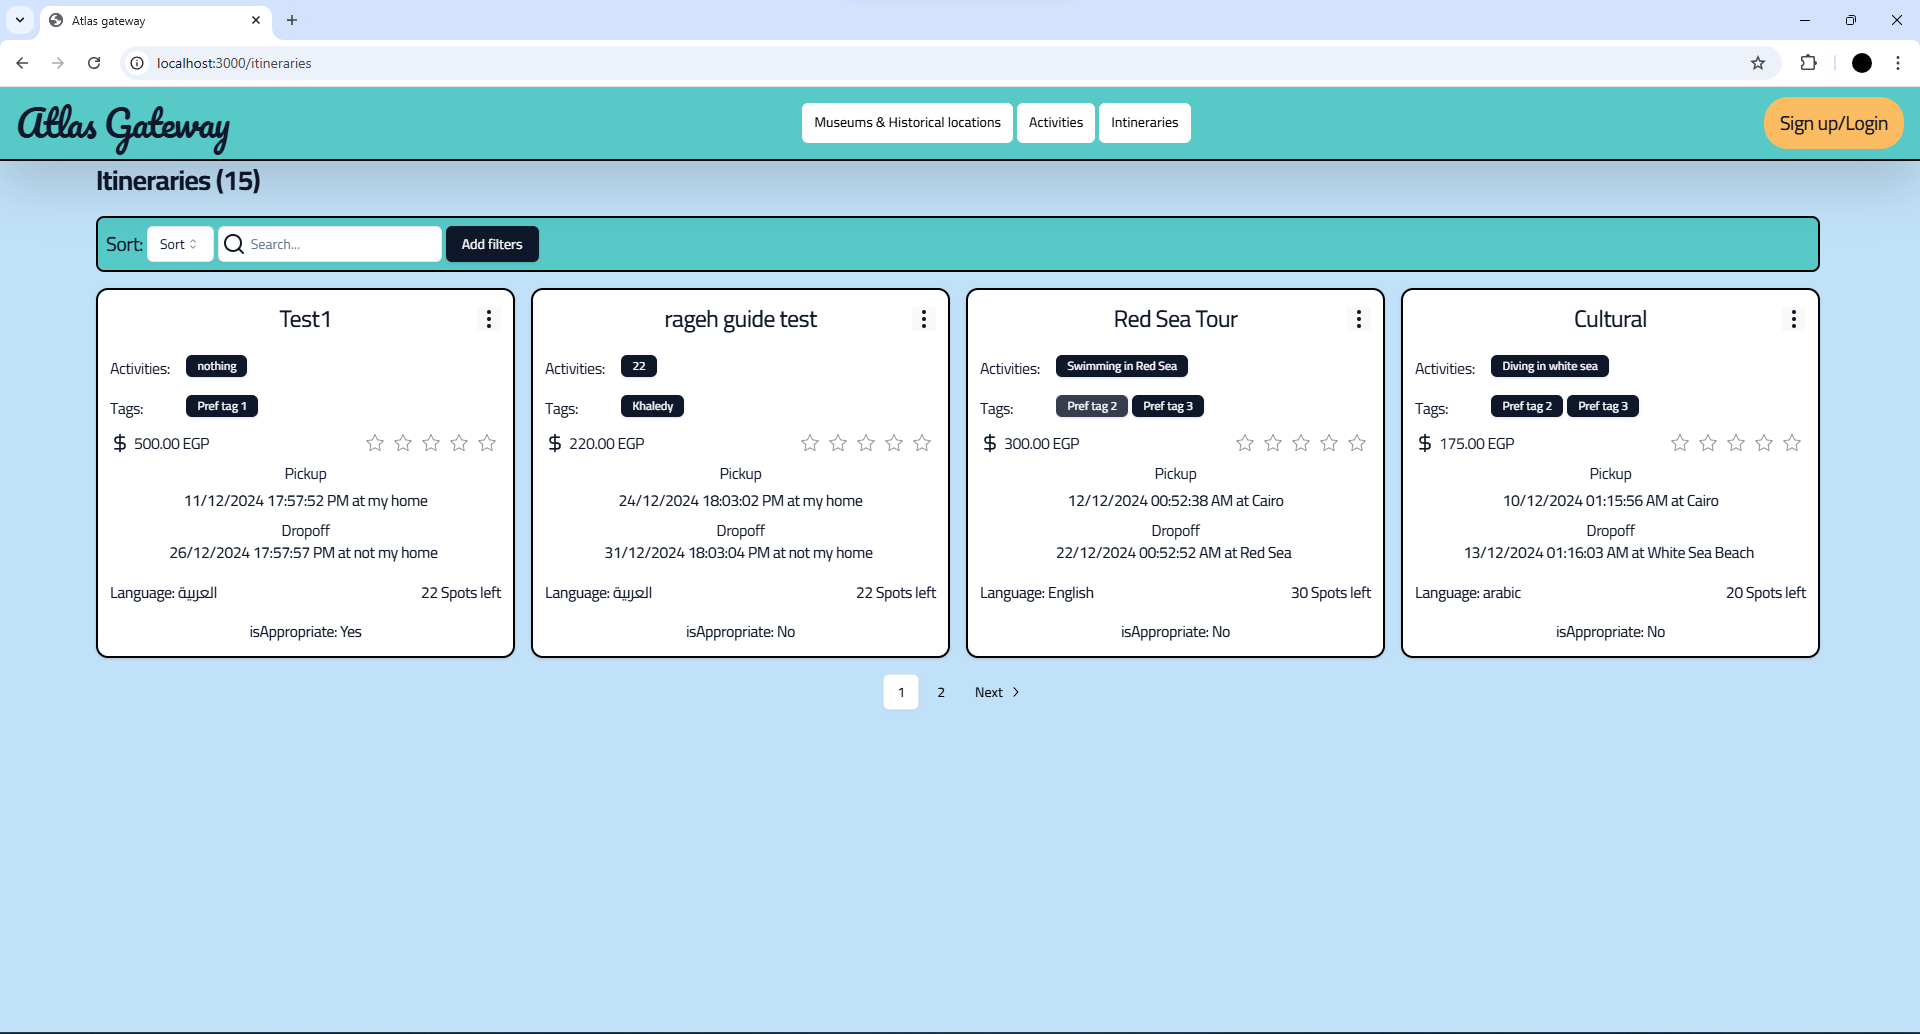 Atlas gateway
localhost:3000/itineraries
Atlas Gateway
Museums & Historical locations Activities Intineraries
Sign up/Login
Itineraries (15)
Sort: Sort Search... Add filters
Test1
Activities: nothing
Tags: Pref tag 1
$ 500.00 EGP
Pickup
11/12/2024 17:57:52 PM at my home
Dropoff
26/12/2024 17:57:57 PM at not my home
Language: العربية 22 Spots left
isAppropriate: Yes
rageh guide test
Activities: 22
Tags: Khaledy
$ 220.00 EGP
Pickup
24/12/2024 18:03:02 PM at my home
Dropoff
31/12/2024 18:03:04 PM at not my home
Language: العربية 22 Spots left
isAppropriate: No
Red Sea Tour
Activities: Swimming in Red Sea
Tags: Pref tag 2 Pref tag 3
$ 300.00 EGP
Pickup
12/12/2024 00:52:38 AM at Cairo
Dropoff
22/12/2024 00:52:52 AM at Red Sea
Language: English 30 Spots left
isAppropriate: No
Cultural
Activities: Diving in white sea
Tags: Pref tag 2 Pref tag 3
$ 175.00 EGP
Pickup
10/12/2024 01:15:56 AM at Cairo
Dropoff
13/12/2024 01:16:03 AM at White Sea Beach
Language: arabic 20 Spots left
isAppropriate: No
1 2 Next